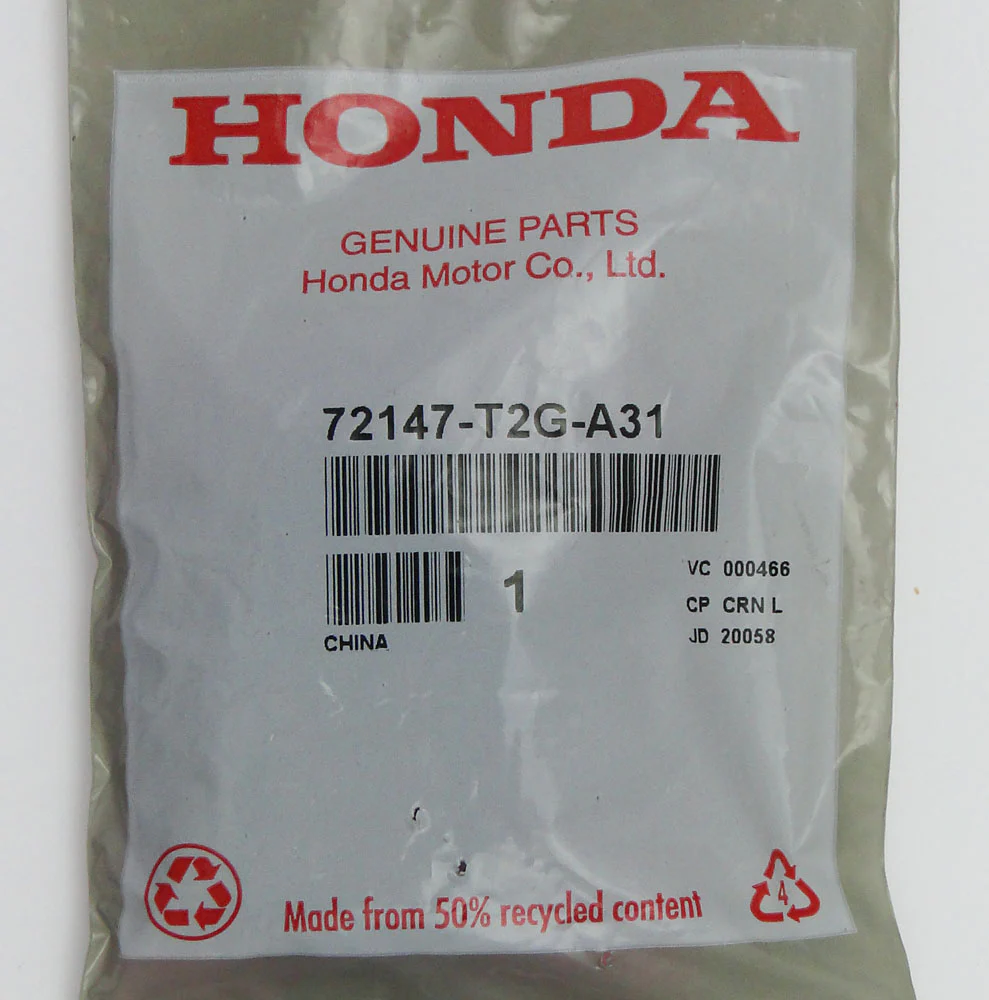 HONDA
GENUINE PARTS
Honda Motor Co., Ltd.
72147-T2G-A31
1
VC 000466
CP CRN L
JD 20058
CHINA
4
Made from 50% recycled content